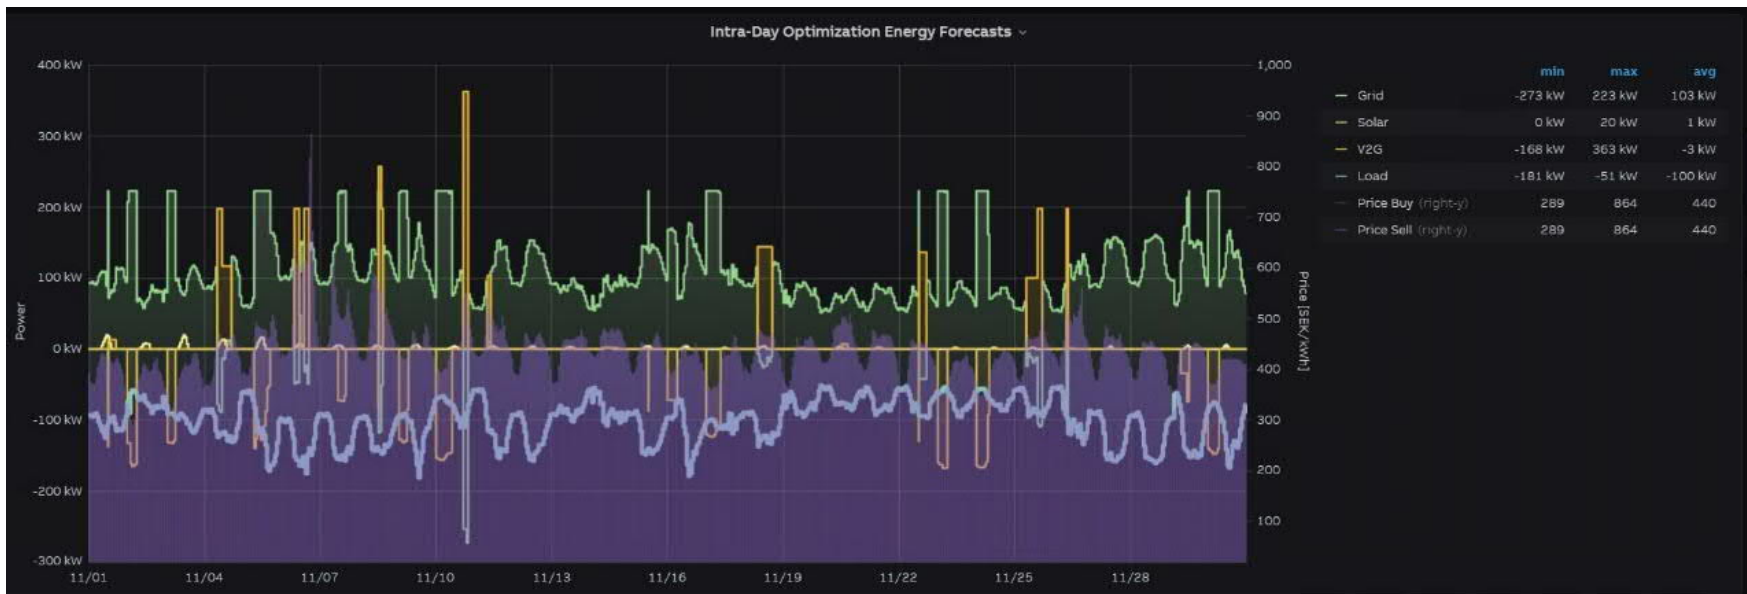 Intra-Day Optimization Energy Forecasts
400 kW
300 kW
200 kW
100 kW
0 kW
-100 kW
-200 kW
-300 kW
Power
11/01 11/04 11/07 11/10 11/13 11/16 11/19 11/22 11/25 11/28
1,000
900
800
700
600
500
400
300
200
100
Price [SEK/kWh]
min max avg
Grid -273 kW 223 kW 103 kW
Solar 0 kW 20 kW 1 kW
V2G -168 kW 363 kW -3 kW
Load -181 kW -51 kW -100 kW
Price Buy (right-y) 289 864 440
Price Sell (right-y) 289 864 440